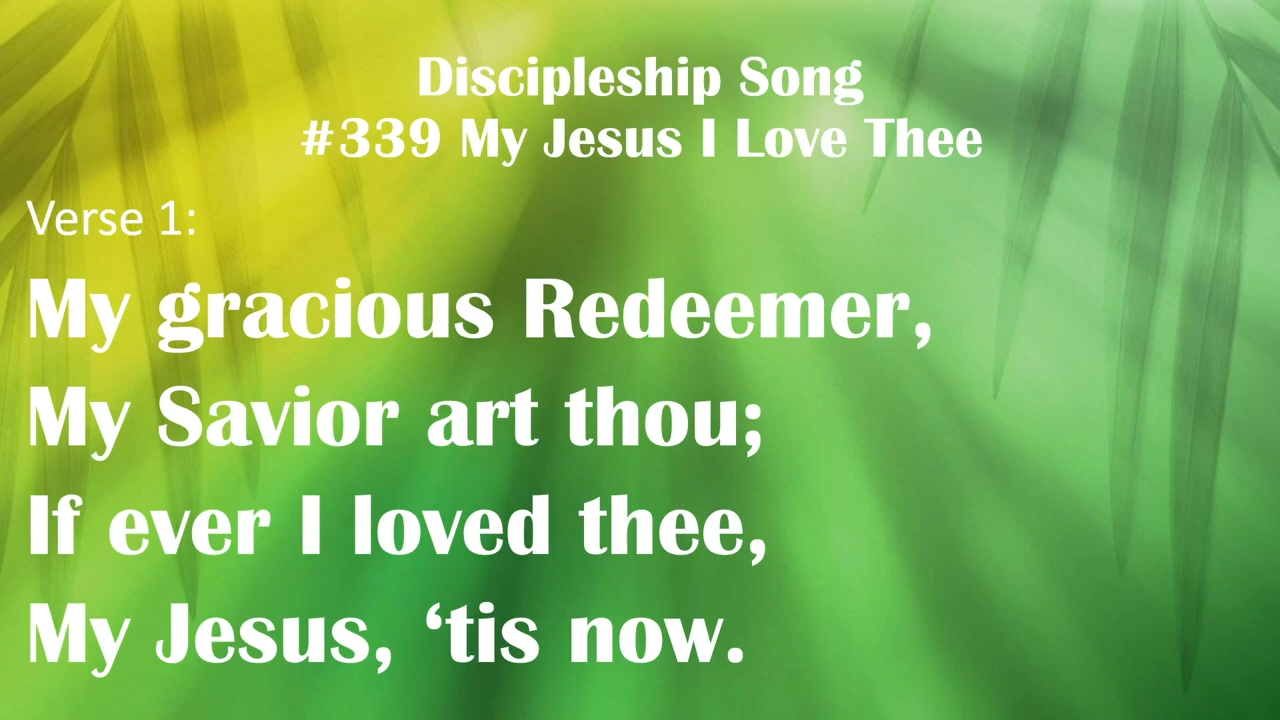 Discipleship Song
#339 My Jesus I Love Thee
Verse 1:
My gracious Redeemer,
My Savior art thou;
If ever I loved thee,
My Jesus, ‘tis now.